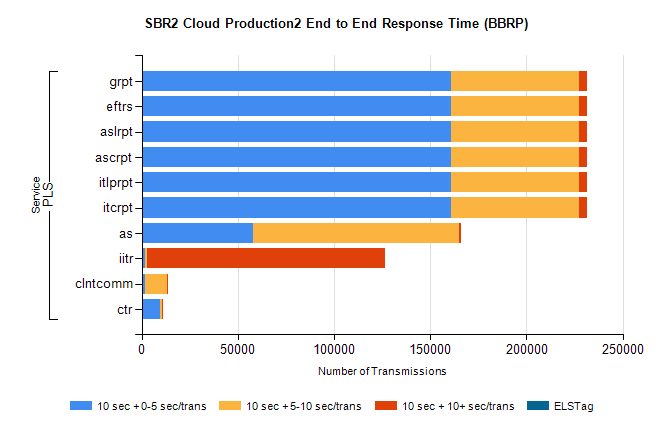 SBR2 Cloud Production2 End to End Response Time (BBRP)
Service
PLS
grpt
eftrs
aslrpt
ascrpt
itlprpt
itcrpt
as
iitr
clntcomm
ctr
0 50000 100000 150000 200000 250000
Number of Transmissions
10 sec +0-5 sec/trans 10 sec +5-10 sec/trans 10 sec + 10+ sec/trans ELSTag